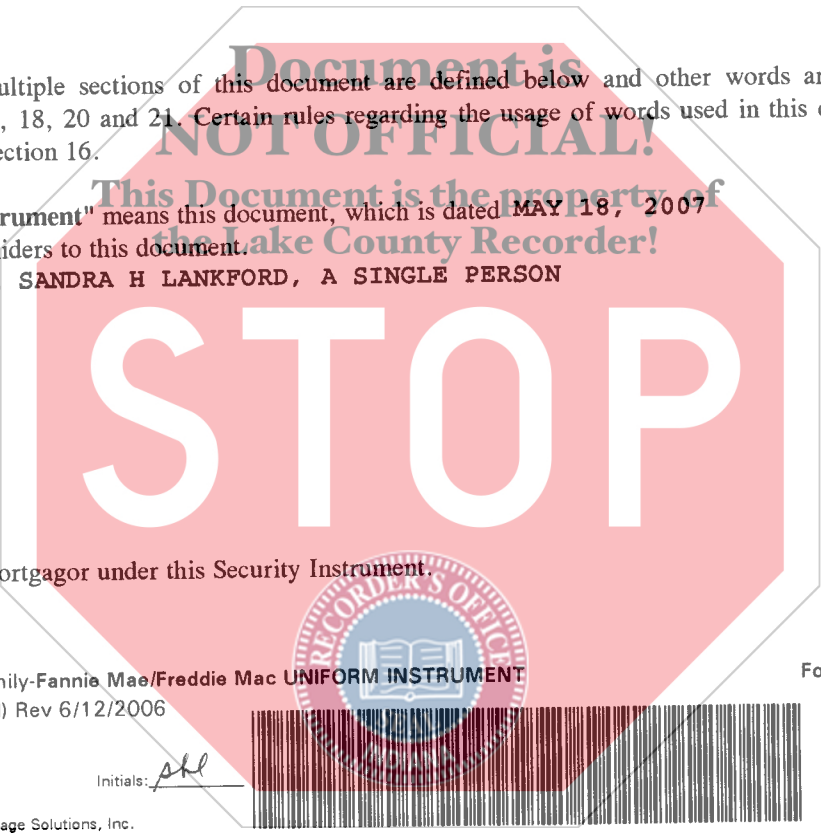 Document is
ultiple sections of this document are defined below and other words an
, 18, 20 and 21. Certain rules regarding the usage of words used in this d
NOT OFFICIAL!
ection 16.
This Document is the property of
rument" means this document, which is dated MAY 18, 2007
iders to this document.
the Lake County Recorder!
SANDRA H LANKFORD, A SINGLE PERSON
STOP
ortgagor under this Security Instrument.
RECORDER'S OFFICE
SEAL
INDIANA
nily-Fannie Mae/Freddie Mac UNIFORM INSTRUMENT Fo
) Rev 6/12/2006
Initials: shl
age Solutions, Inc.